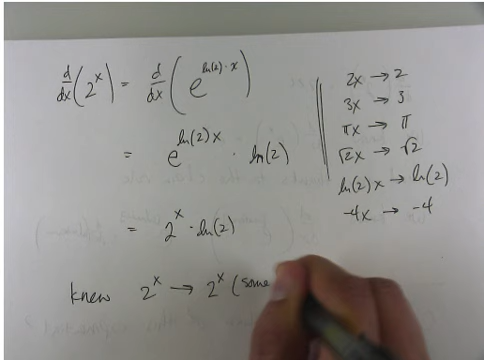 d/dx (2^x) = d/dx (e^(ln(2)·x))
= e^(ln(2)x) · ln(2)
= 2^x · ln(2)
knew 2^x → 2^x (some
2x → 2
3x → 3
πx → π
√2x → √2
ln(2)x → ln(2)
-4x → -4